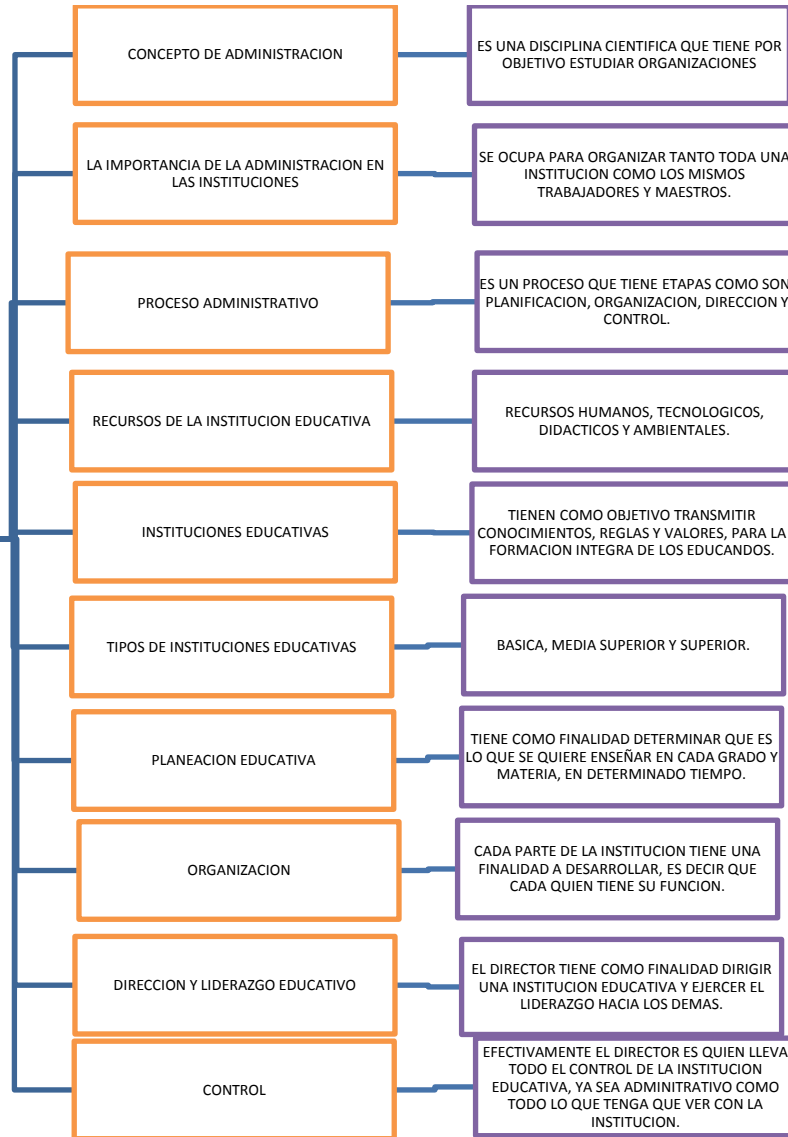 CONCEPTO DE ADMINISTRACION
ES UNA DISCIPLINA CIENTIFICA QUE TIENE POR
OBJETIVO ESTUDIAR ORGANIZACIONES
LA IMPORTANCIA DE LA ADMINISTRACION EN
LAS INSTITUCIONES
SE OCUPA PARA ORGANIZAR TANTO TODA UNA
INSTITUCION COMO LOS MISMOS
TRABAJADORES Y MAESTROS.
PROCESO ADMINISTRATIVO
ES UN PROCESO QUE TIENE ETAPAS COMO SON
PLANIFICACION, ORGANIZACION, DIRECCION Y
CONTROL.
RECURSOS DE LA INSTITUCION EDUCATIVA
RECURSOS HUMANOS, TECNOLOGICOS,
DIDACTICOS Y AMBIENTALES.
INSTITUCIONES EDUCATIVAS
TIENEN COMO OBJETIVO TRANSMITIR
CONOCIMIENTOS, REGLAS Y VALORES, PARA LA
FORMACION INTEGRA DE LOS EDUCANDOS.
TIPOS DE INSTITUCIONES EDUCATIVAS
BASICA, MEDIA SUPERIOR Y SUPERIOR.
PLANEACION EDUCATIVA
TIENE COMO FINALIDAD DETERMINAR QUE ES
LO QUE SE QUIERE ENSEÑAR EN CADA GRADO Y
MATERIA, EN DETERMINADO TIEMPO.
ORGANIZACION
CADA PARTE DE LA INSTITUCION TIENE UNA
FINALIDAD A DESARROLLAR, ES DECIR QUE
CADA QUIEN TIENE SU FUNCION.
DIRECCION Y LIDERAZGO EDUCATIVO
EL DIRECTOR TIENE COMO FINALIDAD DIRIGIR
UNA INSTITUCION EDUCATIVA Y EJERCER EL
LIDERAZGO HACIA LOS DEMAS.
CONTROL
EFECTIVAMENTE EL DIRECTOR ES QUIEN LLEVA
TODO EL CONTROL DE LA INSTITUCION
EDUCATIVA, YA SEA ADMINITRATIVO COMO
TODO LO QUE TENGA QUE VER CON LA
INSTITUCION.